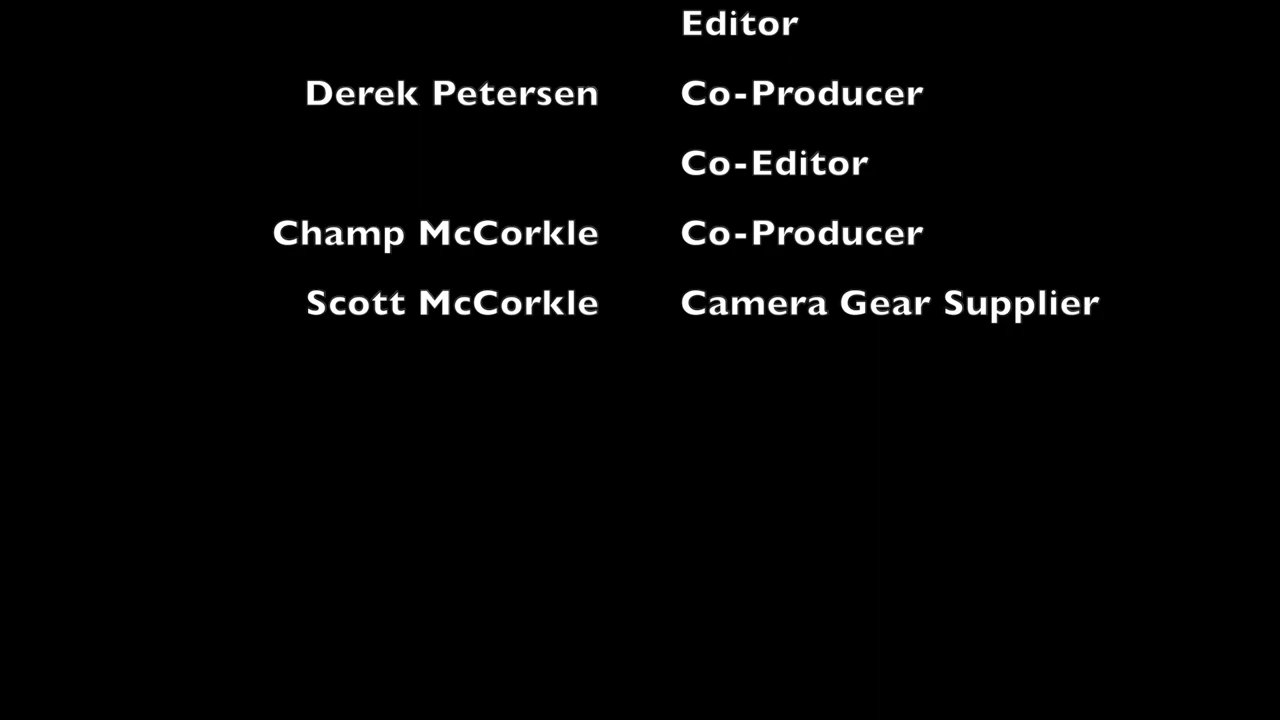 Editor
Derek Petersen Co-Producer
Co-Editor
Champ McCorkle Co-Producer
Scott McCorkle Camera Gear Supplier